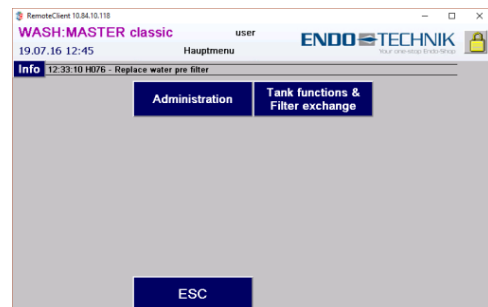 RemoteClient 10.84.10.118
WASH:MASTER classic user
ENDO TECHNIK
Your one-stop Endo-Shop
19.07.16 12:45 Hauptmenu
Info 12:33:10 H076 - Replace water pre filter
Administration
Tank functions &
Filter exchange
ESC